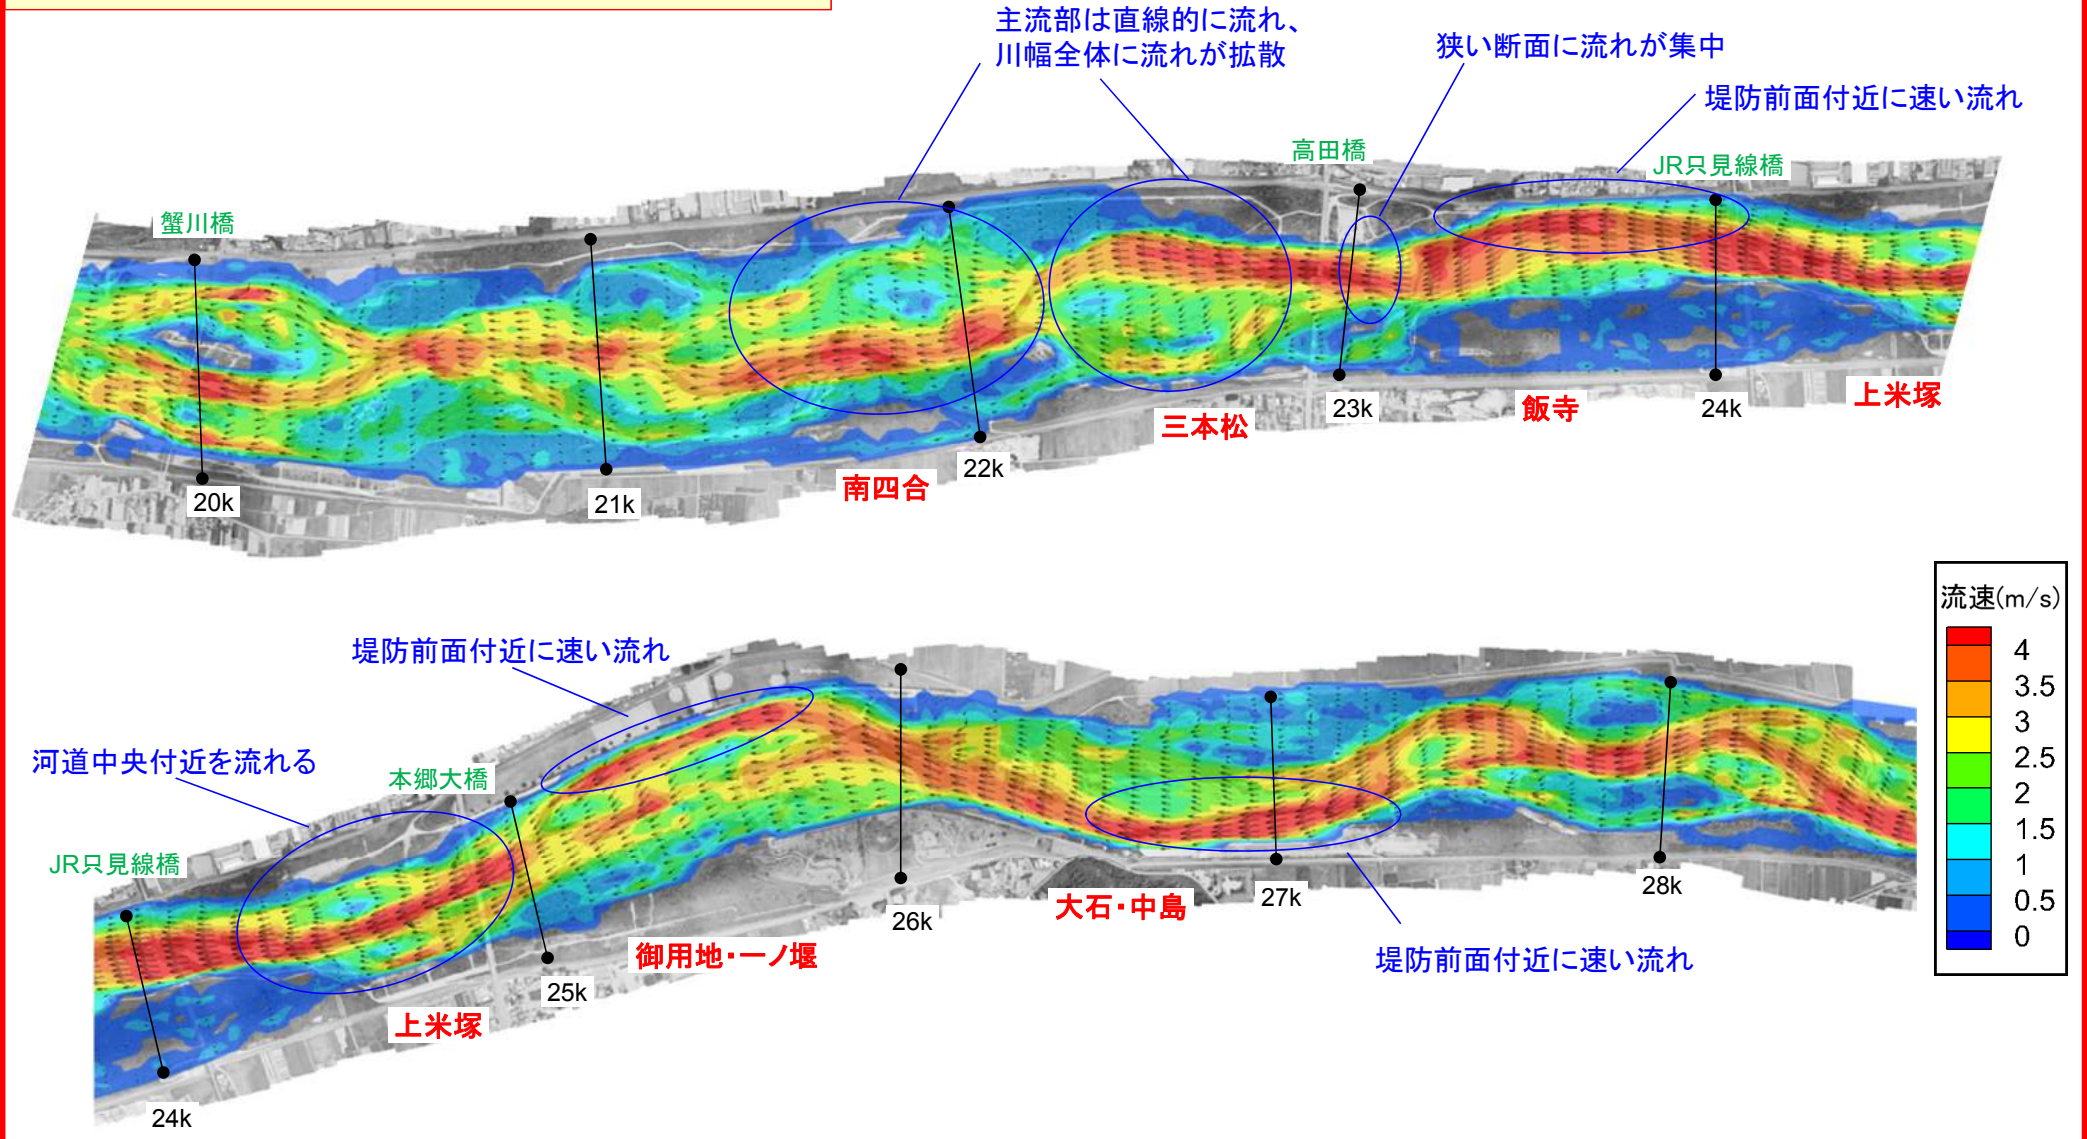 主流部は直線的に流れ、
川幅全体に流れが拡散
狭い断面に流れが集中
堤防前面付近に速い流れ
高田橋
JR只見線橋
蟹川橋
20k
21k
南四合
22k
三本松
23k
飯寺
24k
上米塚
流速(m/s)
4
3.5
3
2.5
2
1.5
1
0.5
0
堤防前面付近に速い流れ
河道中央付近を流れる
本郷大橋
JR只見線橋
24k
上米塚
25k
御用地・一ノ堰
26k
大石・中島
27k
28k
堤防前面付近に速い流れ